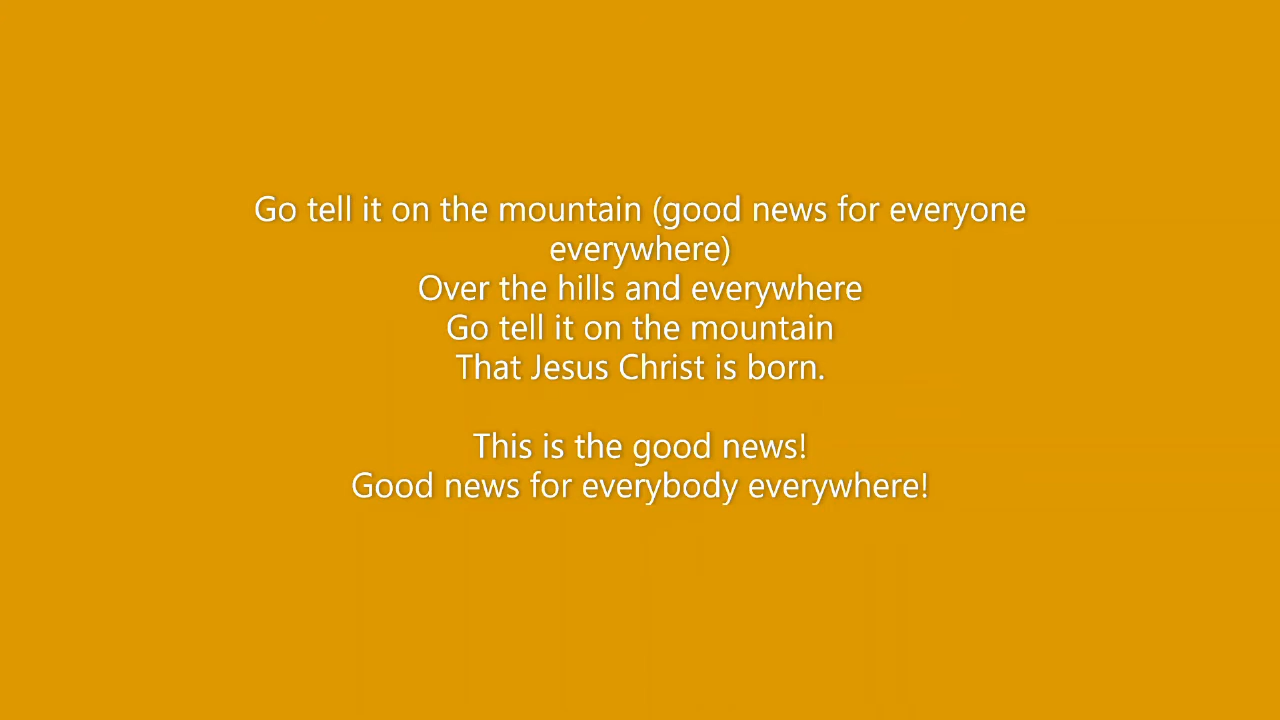 Go tell it on the mountain (good news for everyone
everywhere)
Over the hills and everywhere
Go tell it on the mountain
That Jesus Christ is born.
This is the good news!
Good news for everybody everywhere!